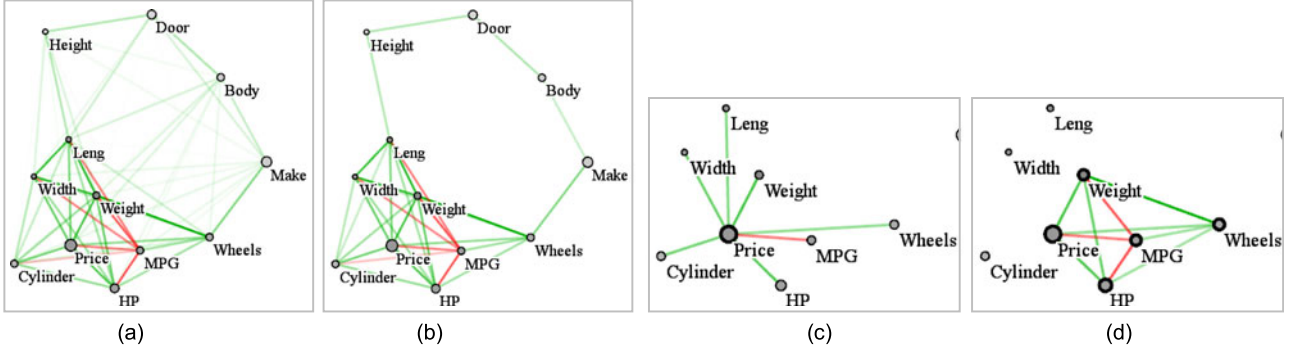 Door
Height
Body
Leng
Make
Width
Weight
Wheels
Price
MPG
Cylinder
HP
(a)
Door
Height
Body
Leng
Make
Width
Weight
Wheels
Price
MPG
Cylinder
HP
(b)
Leng
Width
Weight
Wheels
Price
MPG
Cylinder
HP
(c)
Leng
Width
Weight
Wheels
Price
MPG
Cylinder
HP
(d)